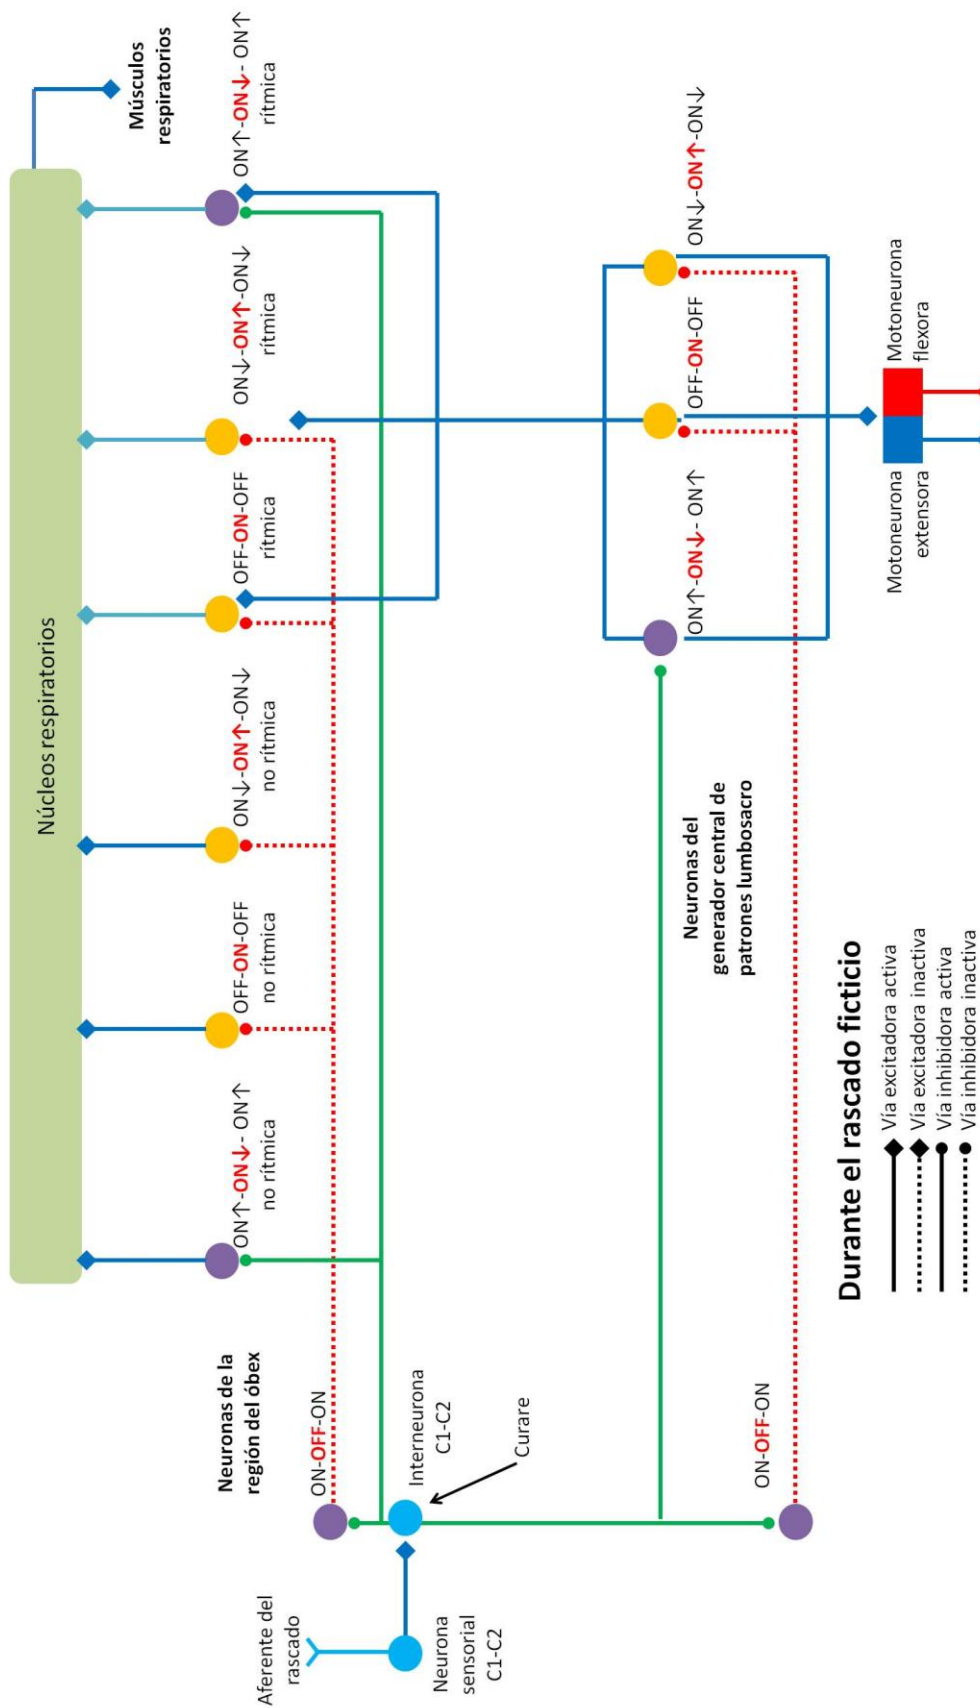 Núcleos respiratorios
Músculos
respiratorios
ON↑-ON↓- ON↑
no rítmica
OFF-ON-OFF
no rítmica
ON↓-ON↑-ON↓
no rítmica
OFF-ON-OFF
rítmica
ON↓-ON↑-ON↓
rítmica
ON↑-ON↓- ON↑
rítmica
Neuronas de la
región del óbex
ON-OFF-ON
Aferente del
rascado
Interneurona
C1-C2
Curare
Neurona
sensorial
C1-C2
ON↑-ON↓- ON↑
OFF-ON-OFF
ON↓-ON↑-ON↓
Neuronas del
generador central de
patrones lumbosacro
ON-OFF-ON
Motoneurona
extensora
Motoneurona
flexora
Durante el rascado ficticio
Vía excitadora activa
Vía excitadora inactiva
Vía inhibidora activa
Vía inhibidora inactiva